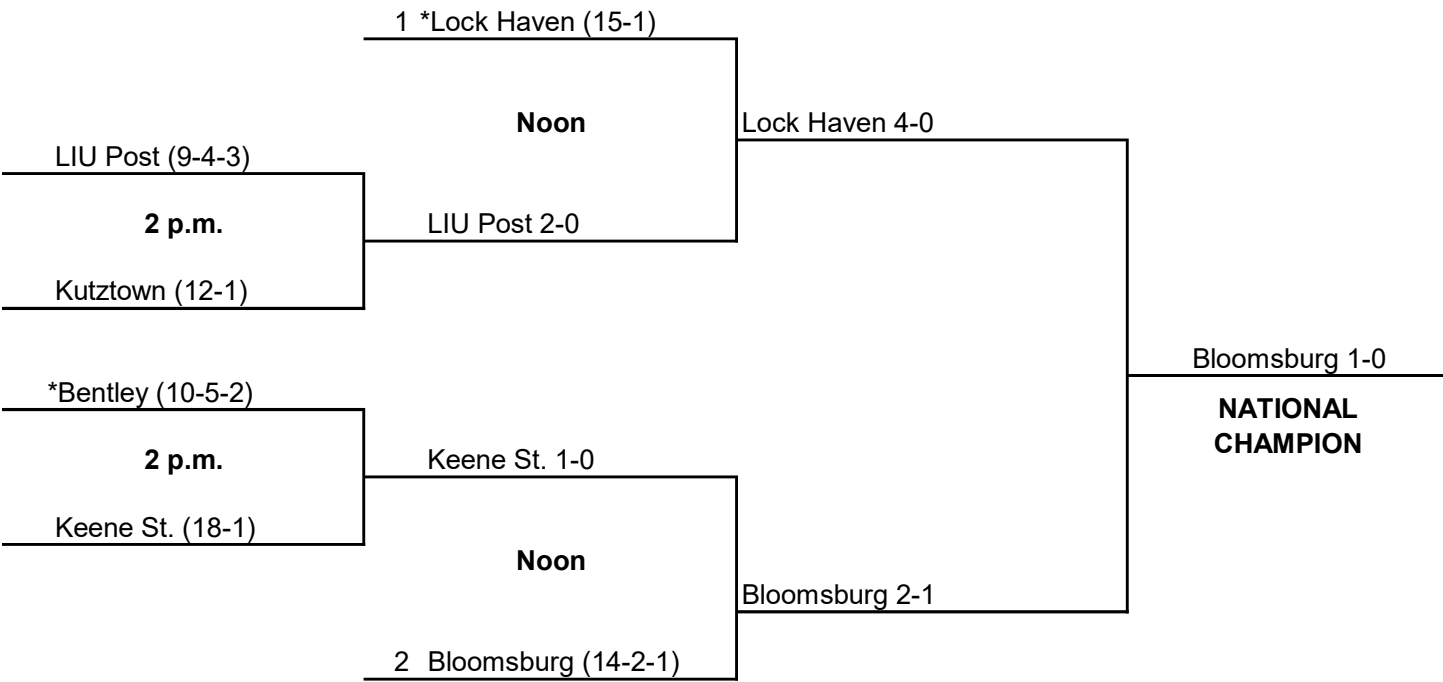 1 *Lock Haven (15-1)
Noon
Lock Haven 4-0
LIU Post (9-4-3)
2 p.m.
LIU Post 2-0
Kutztown (12-1)
Bloomsburg 1-0
*Bentley (10-5-2)
NATIONAL
CHAMPION
2 p.m.
Keene St. 1-0
Keene St. (18-1)
Noon
Bloomsburg 2-1
2 Bloomsburg (14-2-1)